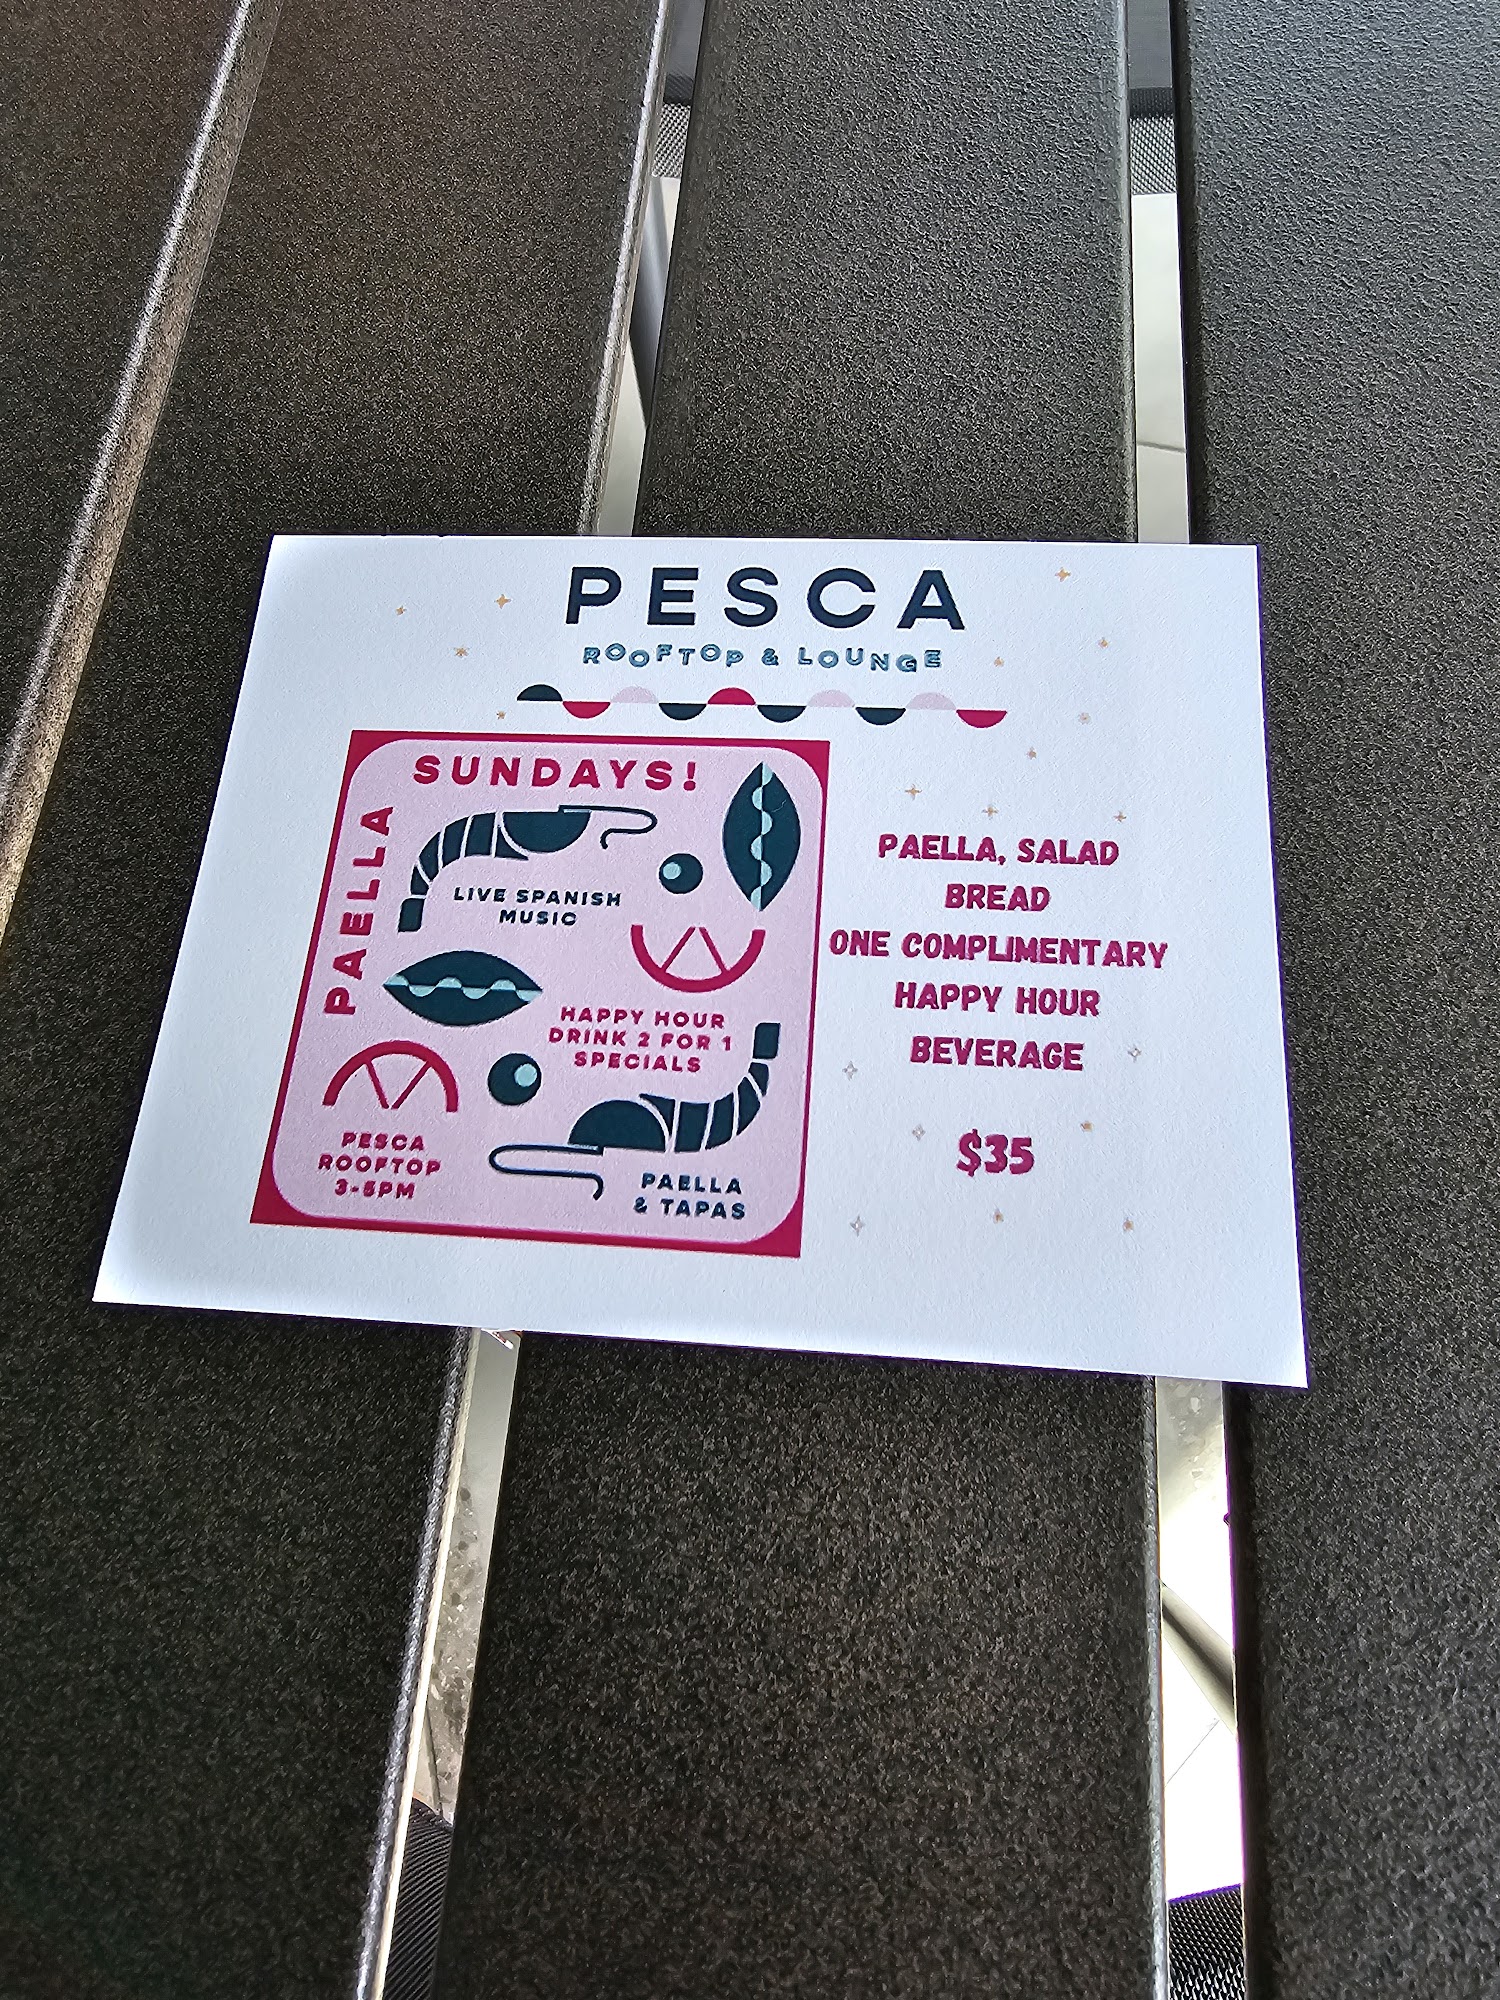 PESCA
ROOFTOP & LOUNGE
SUNDAYS!
PAELLA
LIVE SPANISH
MUSIC
HAPPY HOUR
DRINK 2 FOR 1
SPECIALS
PESCA
ROOFTOP
3-5PM
PAELLA
& TAPAS
PAELLA, SALAD
BREAD
ONE COMPLIMENTARY
HAPPY HOUR
BEVERAGE
$35